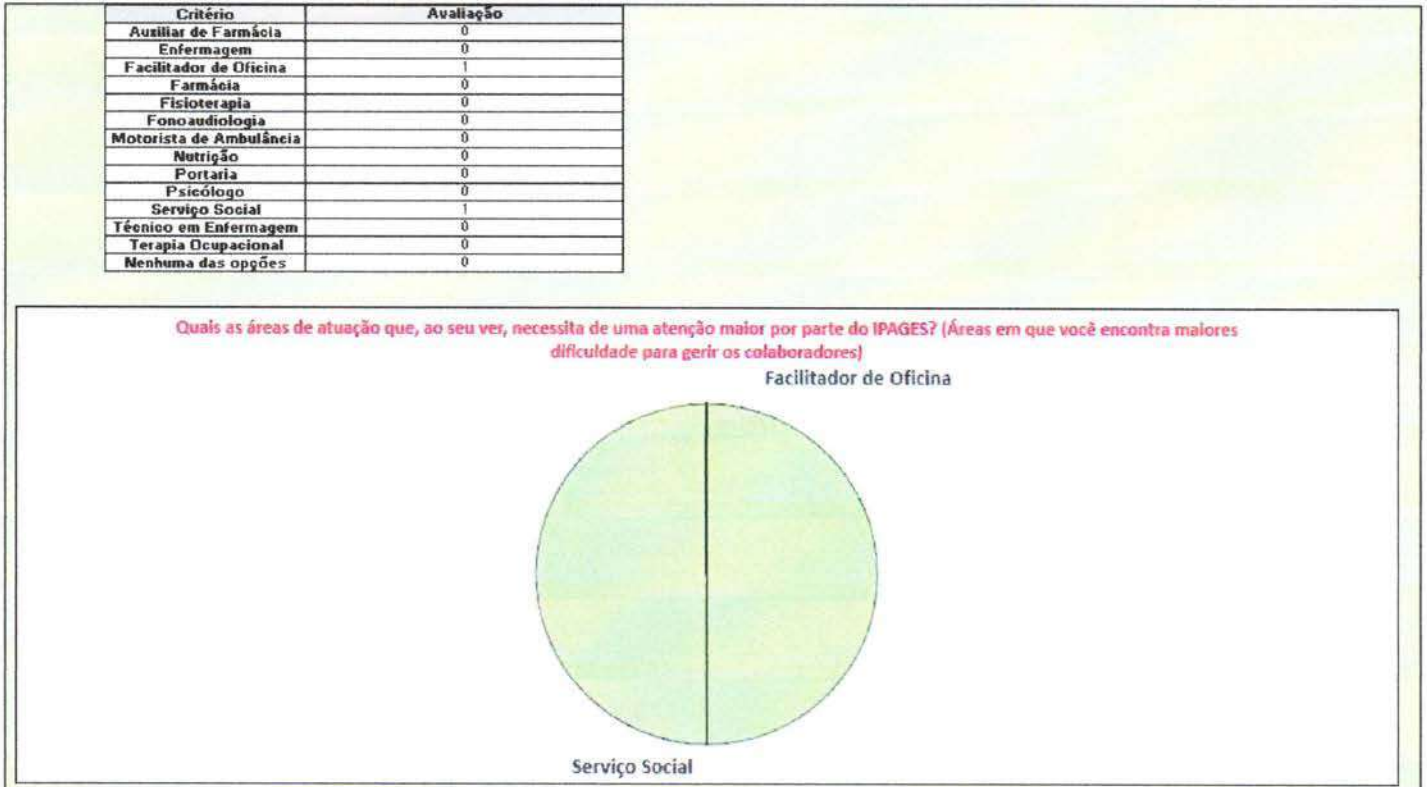 Critério Avaliação
Auxiliar de Farmácia 0
Enfermagem 0
Facilitador de Oficina 1
Farmácia 0
Fisioterapia 0
Fonoaudiologia 0
Motorista de Ambulância 0
Nutrição 0
Portaria 0
Psicólogo 0
Serviço Social 1
Técnico em Enfermagem 0
Terapia Ocupacional 0
Nenhuma das opções 0
Quais as áreas de atuação que, ao seu ver, necessita de uma atenção maior por parte do IPAGES? (Áreas em que você encontra maiores
dificuldade para gerir os colaboradores)
Facilitador de Oficina
Serviço Social